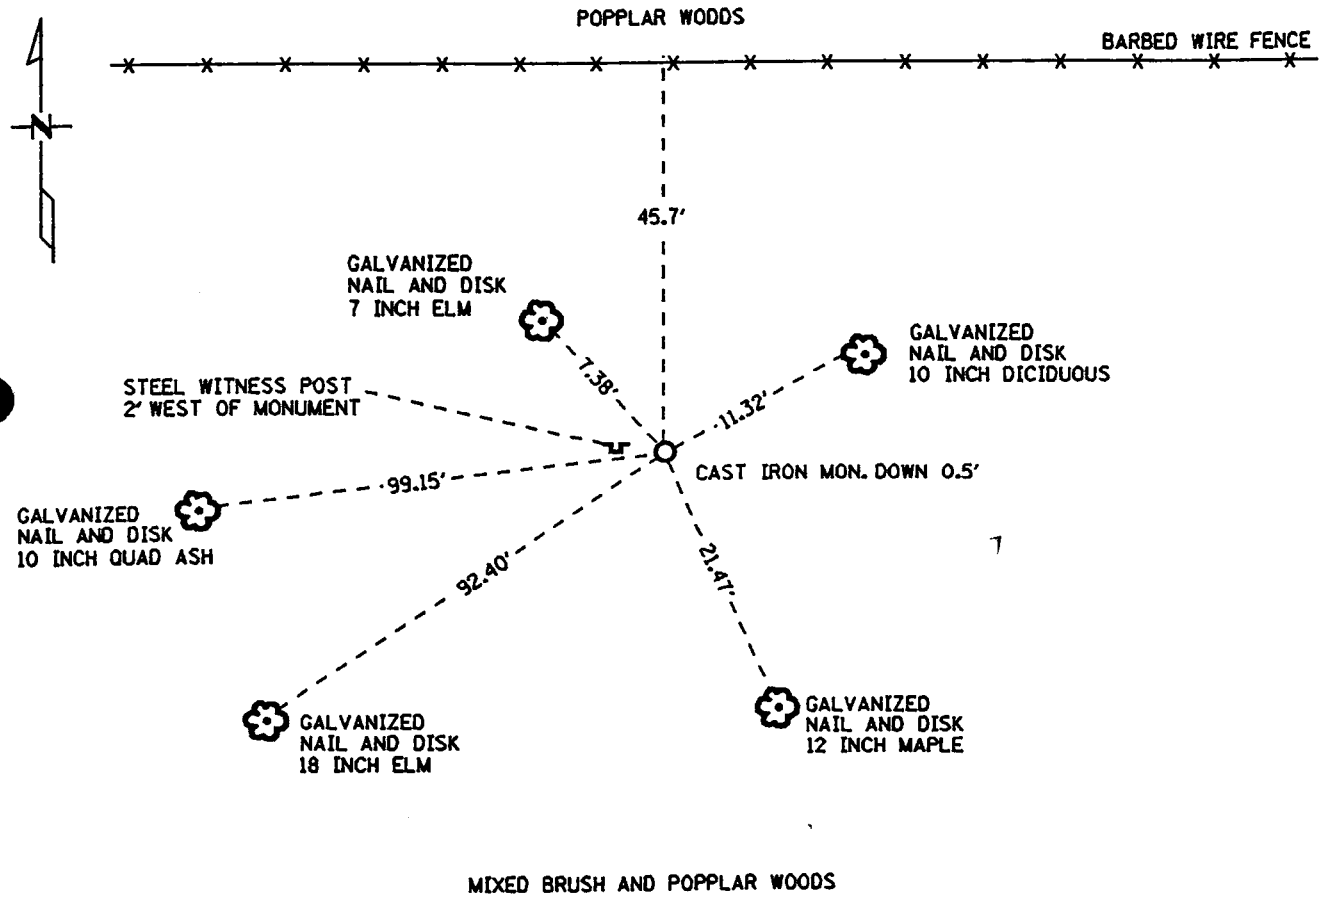 POPPLAR WODDS
BARBED WIRE FENCE
N
45.7'
GALVANIZED
NAIL AND DISK
7 INCH ELM
GALVANIZED
NAIL AND DISK
10 INCH DICIDUOUS
7.38'
STEEL WITNESS POST
2' WEST OF MONUMENT
11.32'
CAST IRON MON. DOWN 0.5'
99.15'
GALVANIZED
NAIL AND DISK
10 INCH QUAD ASH
92.40'
21.47'
GALVANIZED
NAIL AND DISK
18 INCH ELM
GALVANIZED
NAIL AND DISK
12 INCH MAPLE
MIXED BRUSH AND POPPLAR WOODS